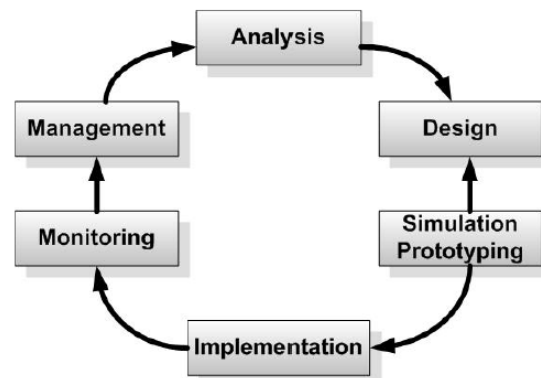 Analysis
Management
Design
Monitoring
Simulation
Prototyping
Implementation